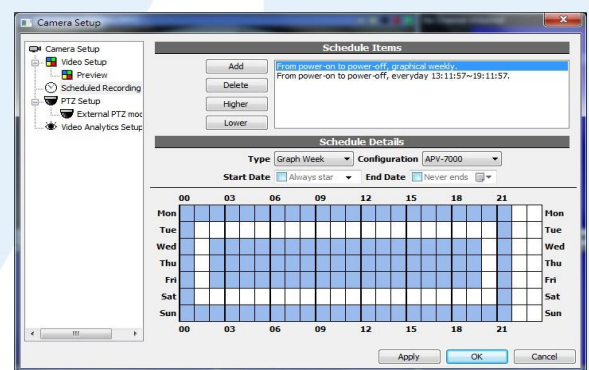 Camera Setup
Camera Setup
Video Setup
Preview
Scheduled Recording
PTZ Setup
External PTZ moc
Video Analytics Setup
Schedule Items
Add
Delete
Higher
Lower
From power-on to power-off, graphical weekly.
From power-on to power-off, everyday 13:11:57~19:11:57.
Schedule Details
Type Graph Week Configuration APV-7000
Start Date Always star End Date Never ends
00 03 06 09 12 15 18 21
Mon Mon
Tue Tue
Wed Wed
Thu Thu
Fri Fri
Sat Sat
Sun Sun
00 03 06 09 12 15 18 21
Apply OK Cancel